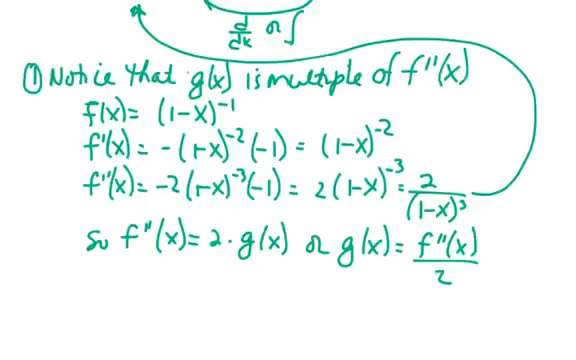 d/dx or ∫
① Notice that g(x) is multiple of f''(x)
f(x) = (1-x)^-1
f'(x) = -(1-x)^-2 (-1) = (1-x)^-2
f''(x) = -2(1-x)^-3 (-1) = 2(1-x)^-3 = 2/(1-x)^3
So f''(x) = 2·g(x) or g(x) = f''(x)/2